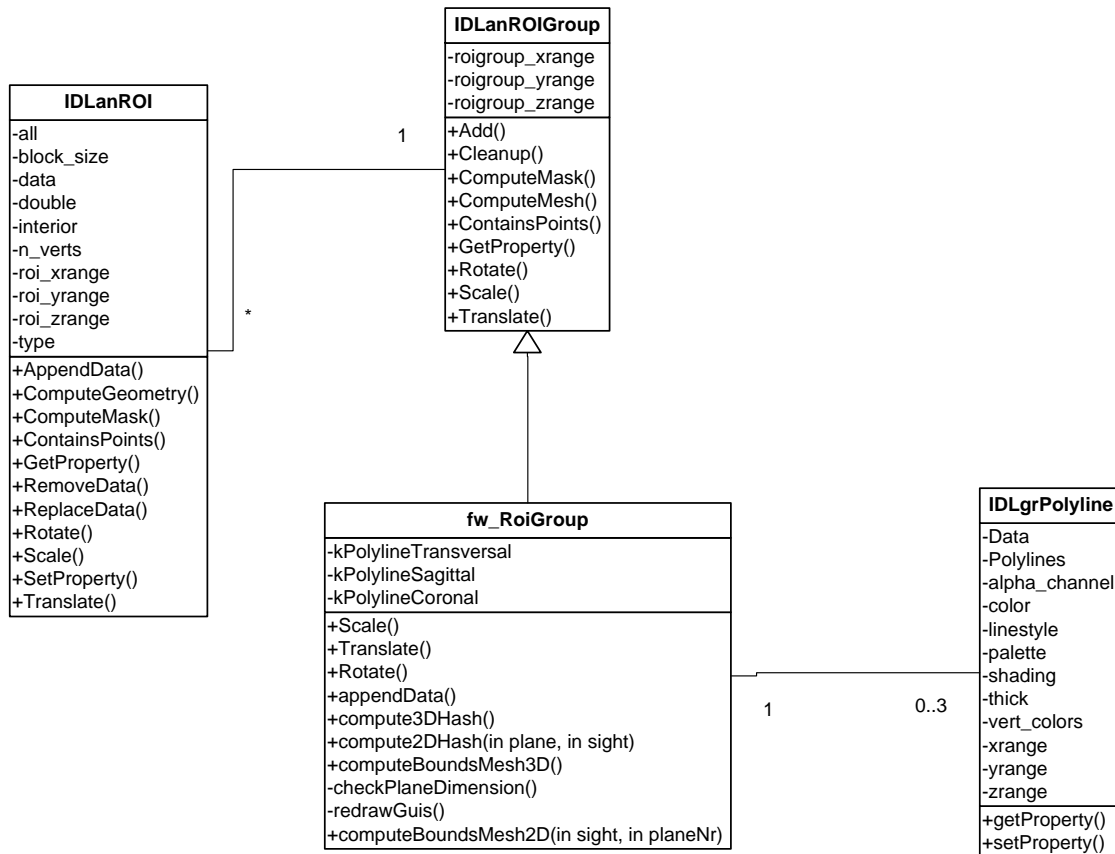 IDLanROIGroup
-roigroup_xrange
-roigroup_yrange
-roigroup_zrange
+Add()
+Cleanup()
+ComputeMask()
+ComputeMesh()
+ContainsPoints()
+GetProperty()
+Rotate()
+Scale()
+Translate()
IDLanROI
-all
-block_size
-data
-double
-interior
-n_verts
-roi_xrange
-roi_yrange
-roi_zrange
-type
+AppendData()
+ComputeGeometry()
+ComputeMask()
+ContainsPoints()
+GetProperty()
+RemoveData()
+ReplaceData()
+Rotate()
+Scale()
+SetProperty()
+Translate()
1
*
fw_RoiGroup
-kPolylineTransversal
-kPolylineSagittal
-kPolylineCoronal
+Scale()
+Translate()
+Rotate()
+appendData()
+compute3DHash()
+compute2DHash(in plane, in sight)
+computeBoundsMesh3D()
-checkPlaneDimension()
-redrawGuis()
+computeBoundsMesh2D(in sight, in planeNr)
1
0..3
IDLgrPolyline
-Data
-Polylines
-alpha_channel
-color
-linestyle
-palette
-shading
-thick
-vert_colors
-xrange
-yrange
-zrange
+getProperty()
+setProperty()